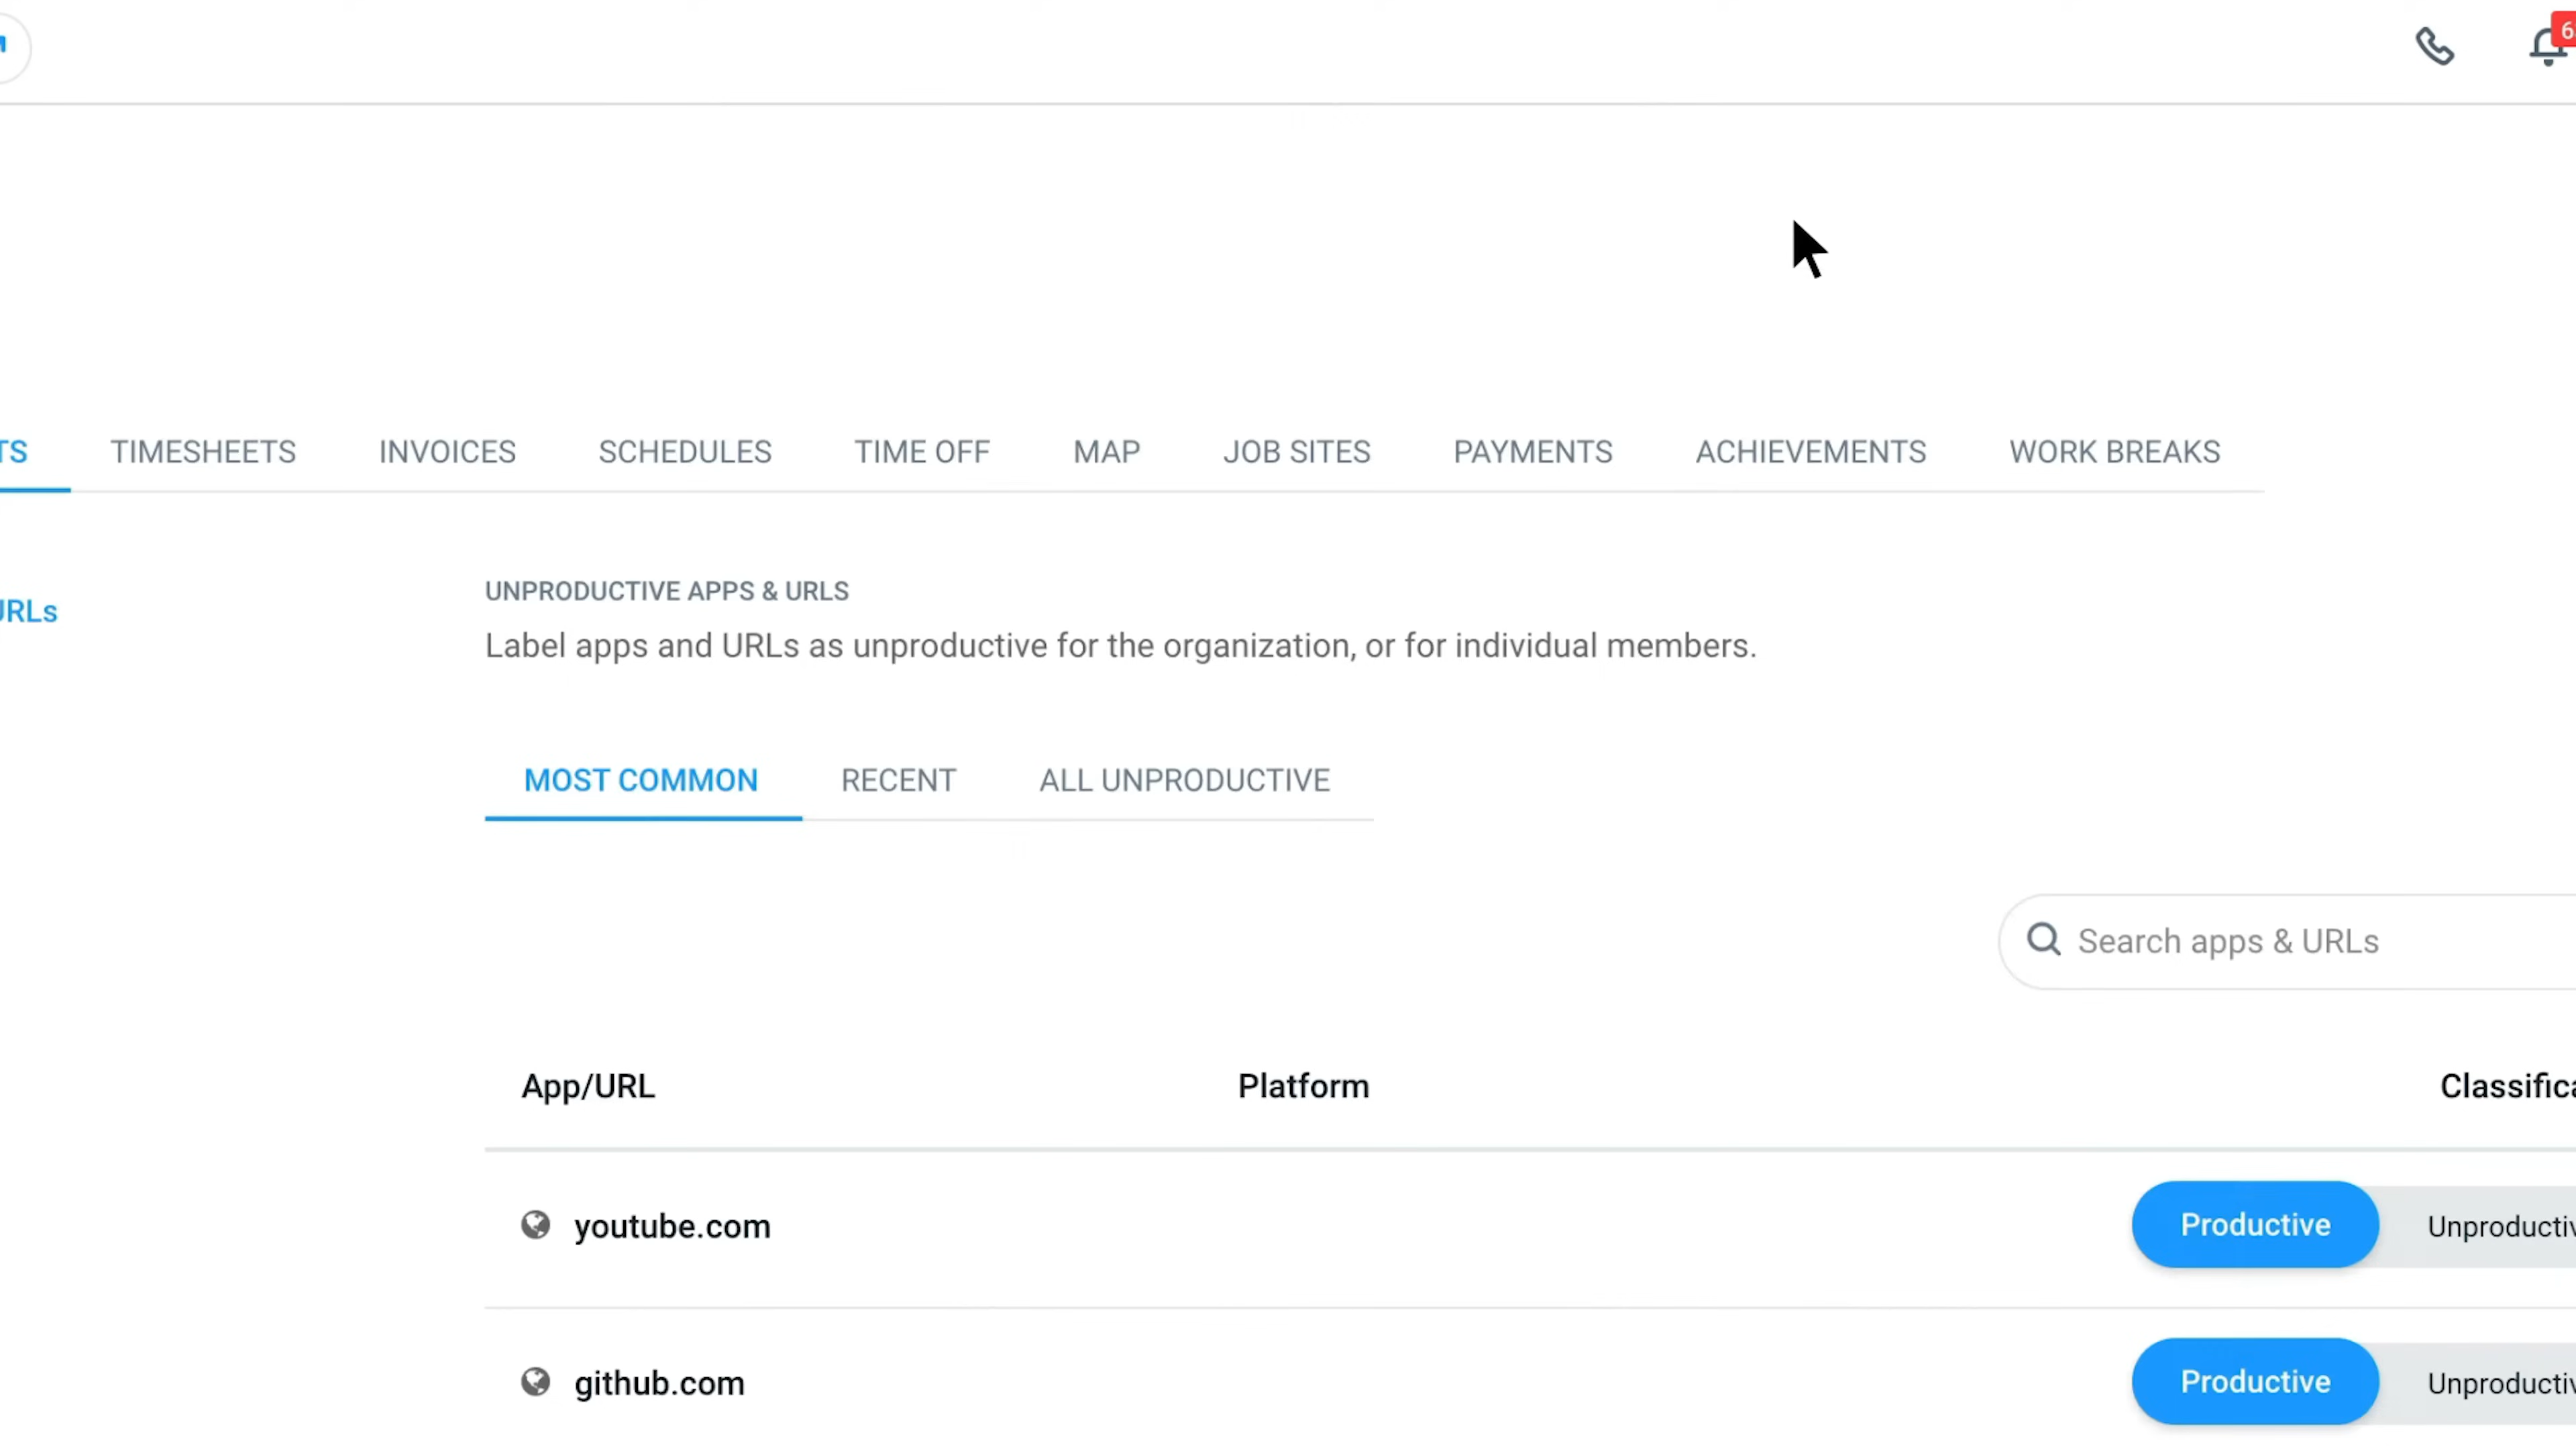 6
TS TIMESHEETS INVOICES SCHEDULES TIME OFF MAP JOB SITES PAYMENTS ACHIEVEMENTS WORK BREAKS
URLs
UNPRODUCTIVE APPS & URLS
Label apps and URLs as unproductive for the organization, or for individual members.
MOST COMMON RECENT ALL UNPRODUCTIVE
Search apps & URLs
App/URL Platform Classifica
youtube.com Productive Unproductiv
github.com Productive Unproductiv